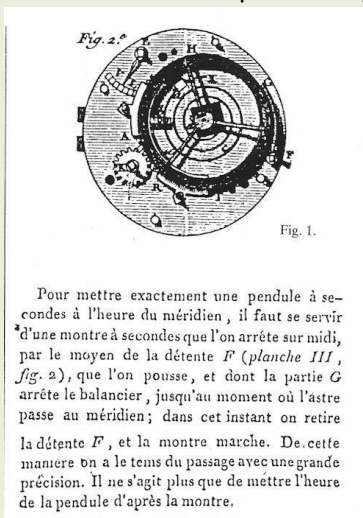 Fig. 2.e
H
X
A
R
I
F
Fig. 1.
Pour mettre exactement une pendule à se-
condes à l'heure du méridien, il faut se servir
d'une montre à secondes que l'on arrête sur midi,
par le moyen de la détente F (planche III,
fig. 2), que l'on pousse, et dont la partie G
arrête le balancier, jusqu'au moment où l'astre
passe au méridien; dans cet instant on retire
la détente F, et la montre marche. De cette
manière on a le tems du passage avec une grande
précision. Il ne s'agit plus que de mettre l'heure
de la pendule d'après la montre.